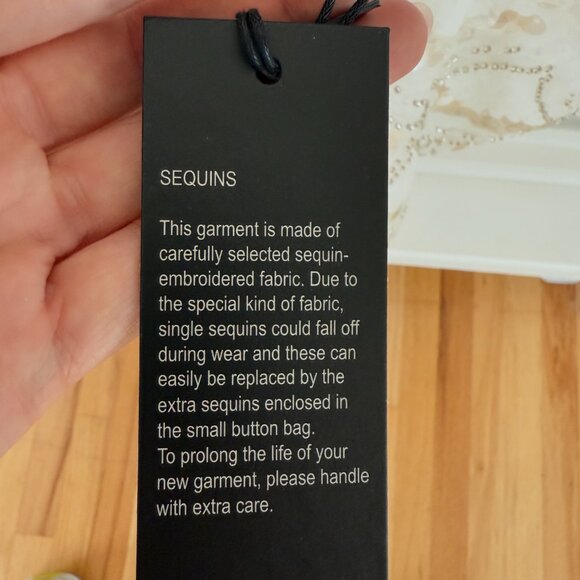 SEQUINS
This garment is made of
carefully selected sequin-
embroidered fabric. Due to
the special kind of fabric,
single sequins could fall off
during wear and these can
easily be replaced by the
extra sequins enclosed in
the small button bag.
To prolong the life of your
new garment, please handle
with extra care.